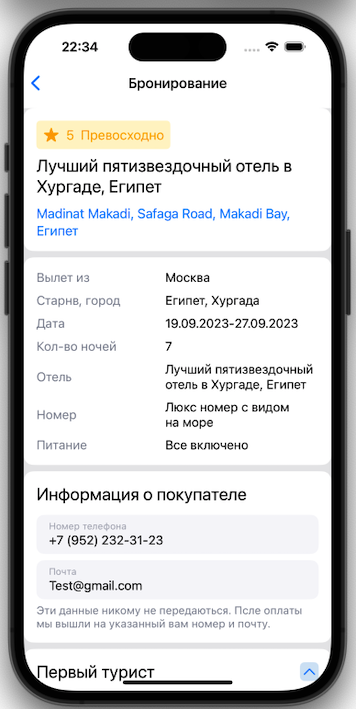 22:34
Бронирование
5 Превосходно
Лучший пятизвездочный отель в
Хургаде, Египет
Madinat Makadi, Safaga Road, Makadi Bay,
Египет
Вылет из Москва
Старнв, город Египет, Хургада
Дата 19.09.2023-27.09.2023
Кол-во ночей 7
Отель Лучший пятизвездочный
отель в Хургаде, Египет
Номер Люкс номер с видом
на море
Питание Все включено
Информация о покупателе
Номер телефона
+7 (952) 232-31-23
Почта
Test@gmail.com
Эти данные никому не передаються. Псле оплаты
мы вышли на указанный вам номер и почту.
Первый турист